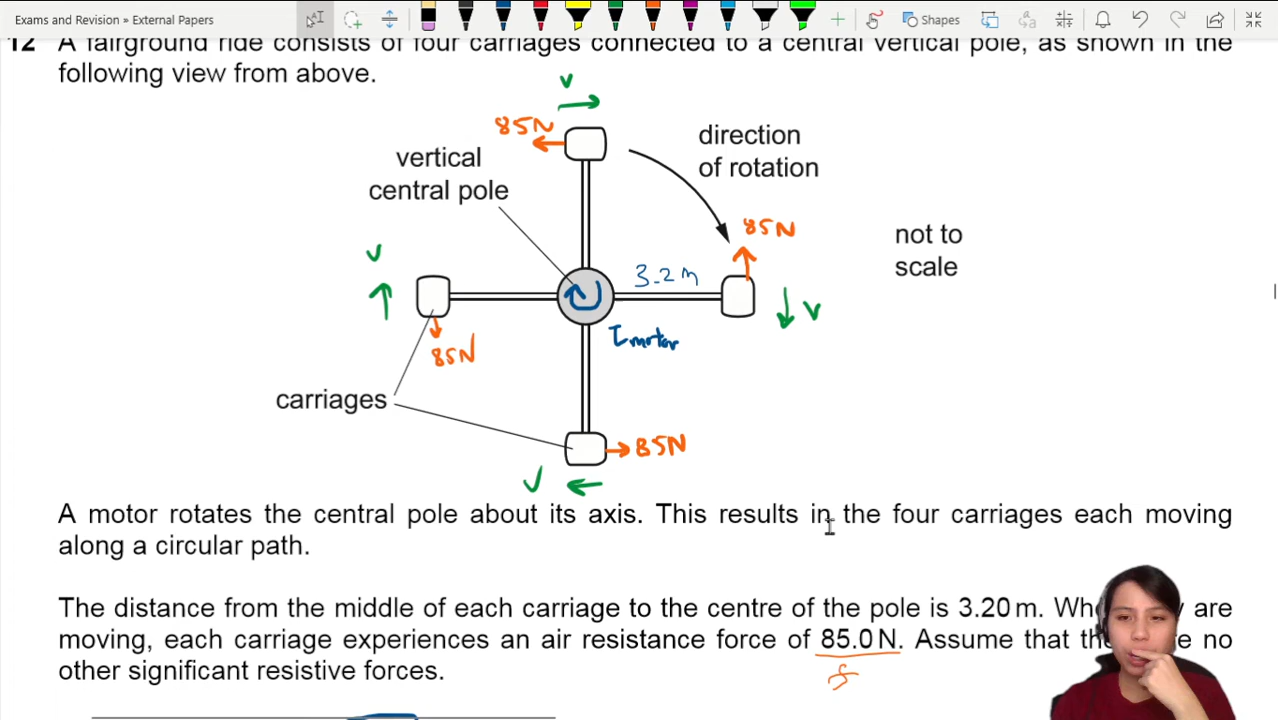 Exams and Revision » External Papers
Shapes
12 A fairground ride consists of four carriages connected to a central vertical pole, as shown in the
following view from above.
v
85N
direction
of rotation
vertical
central pole
85N
not to
scale
v
3.2m
v
85N
τmotor
carriages
85N
v
A motor rotates the central pole about its axis. This results in the four carriages each moving
along a circular path.
The distance from the middle of each carriage to the centre of the pole is 3.20 m. are
moving, each carriage experiences an air resistance force of 85.0 N. Assume that no
other significant resistive forces.